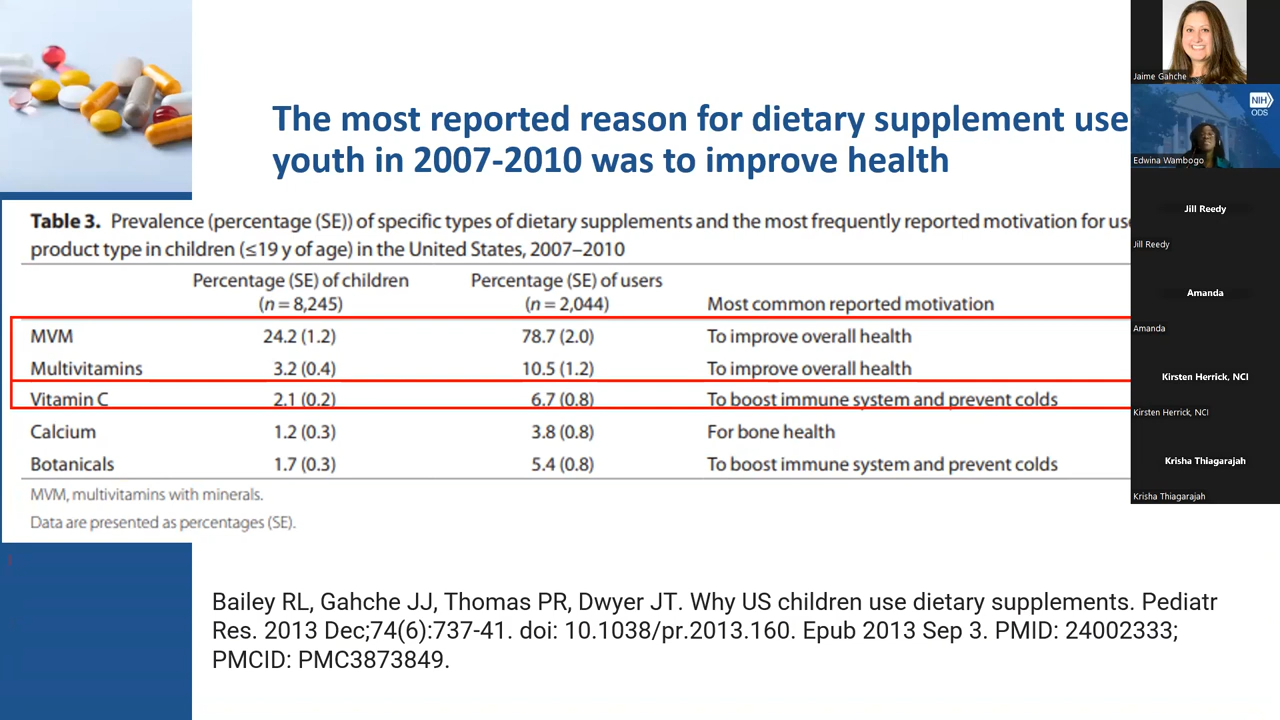 The most reported reason for dietary supplement use
youth in 2007-2010 was to improve health
Table 3. Prevalence (percentage (SE)) of specific types of dietary supplements and the most frequently reported motivation for
product type in children (≤19 y of age) in the United States, 2007–2010
Percentage (SE) of children Percentage (SE) of users
(n = 8,245) (n = 2,044) Most common reported motivation
MVM 24.2 (1.2) 78.7 (2.0) To improve overall health
Multivitamins 3.2 (0.4) 10.5 (1.2) To improve overall health
Vitamin C 2.1 (0.2) 6.7 (0.8) To boost immune system and prevent colds
Calcium 1.2 (0.3) 3.8 (0.8) For bone health
Botanicals 1.7 (0.3) 5.4 (0.8) To boost immune system and prevent colds
MVM, multivitamins with minerals.
Data are presented as percentages (SE).
Bailey RL, Gahche JJ, Thomas PR, Dwyer JT. Why US children use dietary supplements. Pediatr
Res. 2013 Dec;74(6):737-41. doi: 10.1038/pr.2013.160. Epub 2013 Sep 3. PMID: 24002333;
PMCID: PMC3873849.
Jaime Gahche
NIH
ODS
Edwina Wambogo
Jill Reedy
Jill Reedy
Amanda
Amanda
Kirsten Herrick, NCI
Kirsten Herrick, NCI
Krisha Thiagarajah
Krisha Thiagarajah